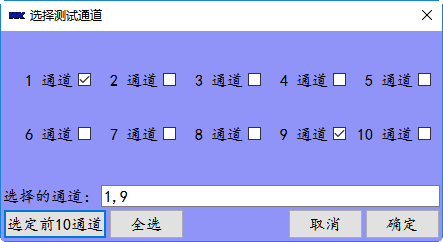 选择测试通道
1 通道 2 通道 3 通道 4 通道 5 通道
6 通道 7 通道 8 通道 9 通道 10 通道
选择的通道: 1,9
选定前10通道 全选 取消 确定